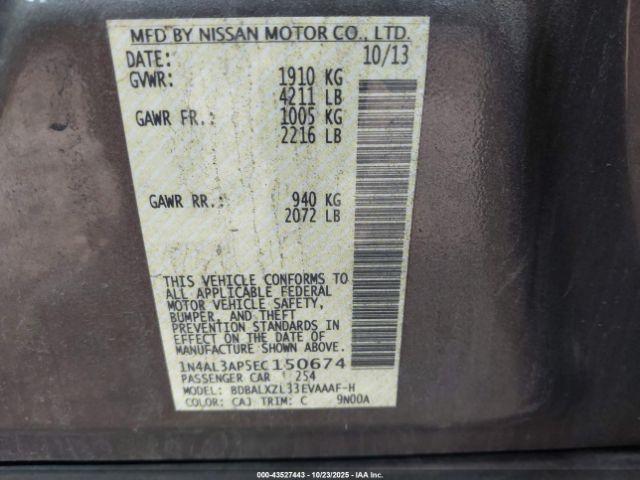 MFD BY NISSAN MOTOR CO., LTD.
DATE: 10/13
GVWR: 1910 KG
4211 LB
GAWR FR.: 1005 KG
2216 LB
GAWR RR.: 940 KG
2072 LB
THIS VEHICLE CONFORMS TO
ALL APPLICABLE FEDERAL
MOTOR VEHICLE SAFETY,
BUMPER, AND THEFT
PREVENTION STANDARDS IN
EFFECT ON THE DATE OF
MANUFACTURE SHOWN ABOVE.
1N4AL3AP5EC150674
PASSENGER CAR 254
MODEL: BDBALXZL33EVAAAF-H
COLOR: CAJ TRIM: C 9N00A
000-43527443 - 10/23/2025 - IAA Inc.